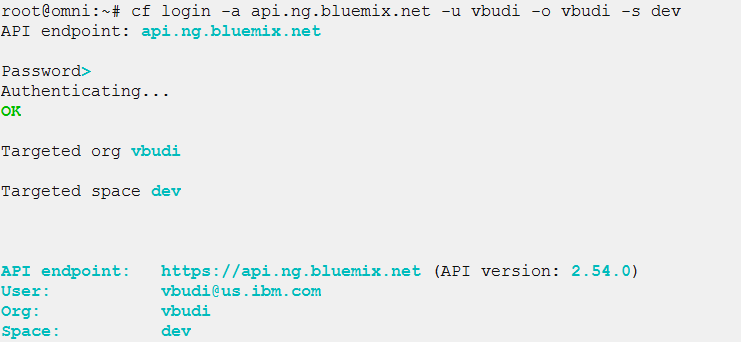 root@omni:~# cf login -a api.ng.bluemix.net -u vbudi -o vbudi -s dev
API endpoint: api.ng.bluemix.net
Password>
Authenticating...
OK
Targeted org vbudi
Targeted space dev
API endpoint: https://api.ng.bluemix.net (API version: 2.54.0)
User: vbudi@us.ibm.com
Org: vbudi
Space: dev